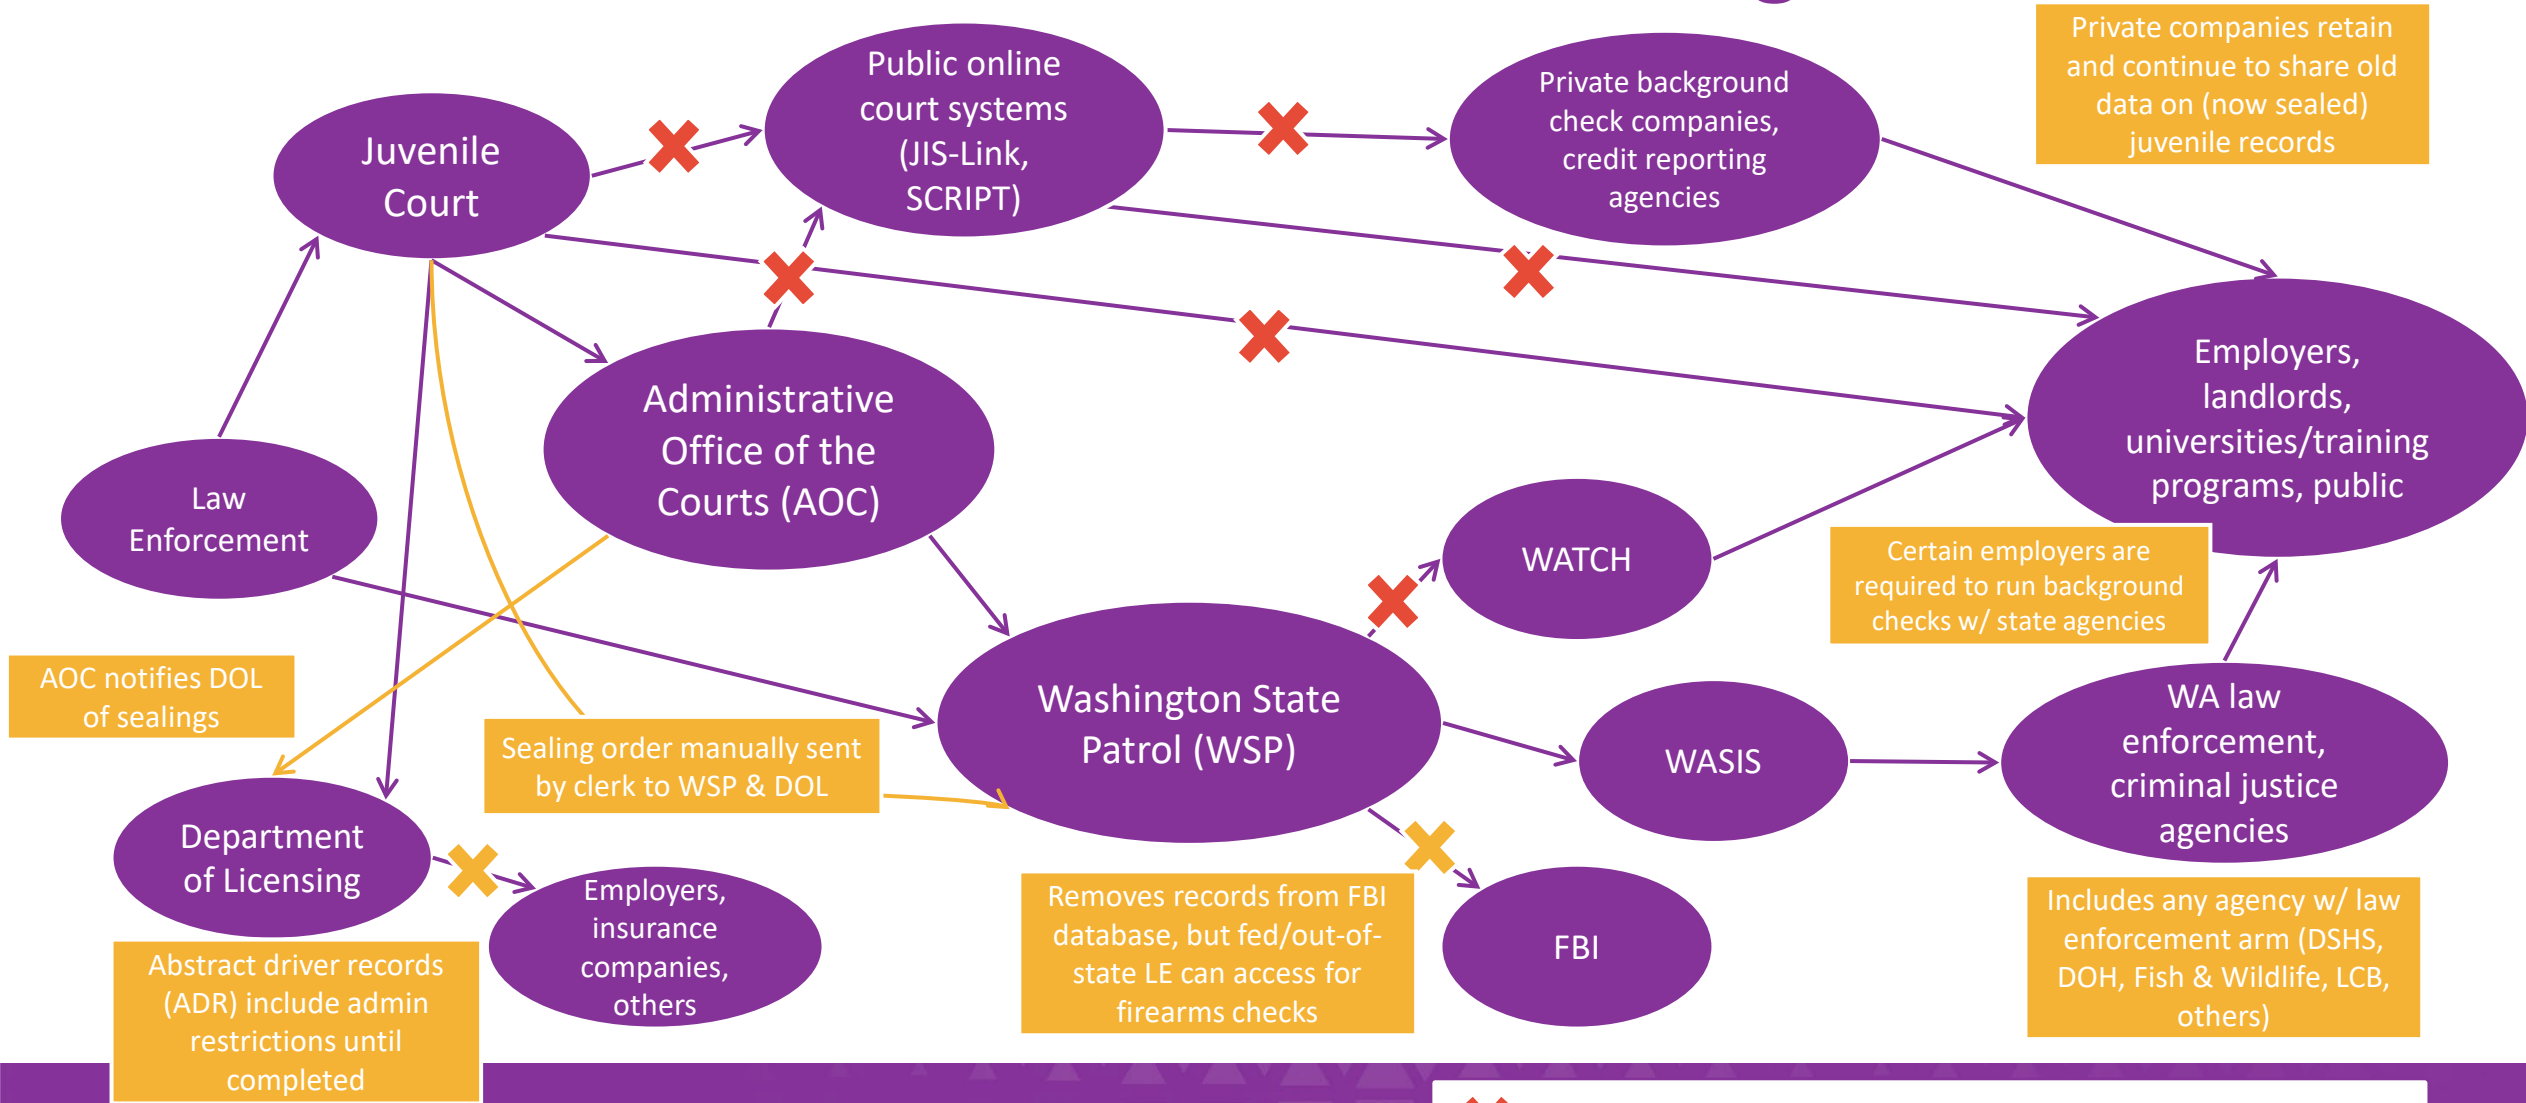 Private companies retain
and continue to share old
data on (now sealed)
juvenile records
Public online
court systems
(JIS-Link,
SCRIPT)
Private background
check companies,
credit reporting
agencies
Juvenile
Court
Employers,
landlords,
universities/training
programs, public
Administrative
Office of the
Courts (AOC)
Law
Enforcement
WATCH
Certain employers are
required to run background
checks w/ state agencies
AOC notifies DOL
of sealings
Sealing order manually sent
by clerk to WSP & DOL
Washington State
Patrol (WSP)
WASIS
WA law
enforcement,
criminal justice
agencies
Department
of Licensing
Employers,
insurance
companies,
others
Removes records from FBI
database, but fed/out-of-
state LE can access for
firearms checks
FBI
Includes any agency w/ law
enforcement arm (DSHS,
DOH, Fish & Wildlife, LCB,
others)
Abstract driver records
(ADR) include admin
restrictions until
completed